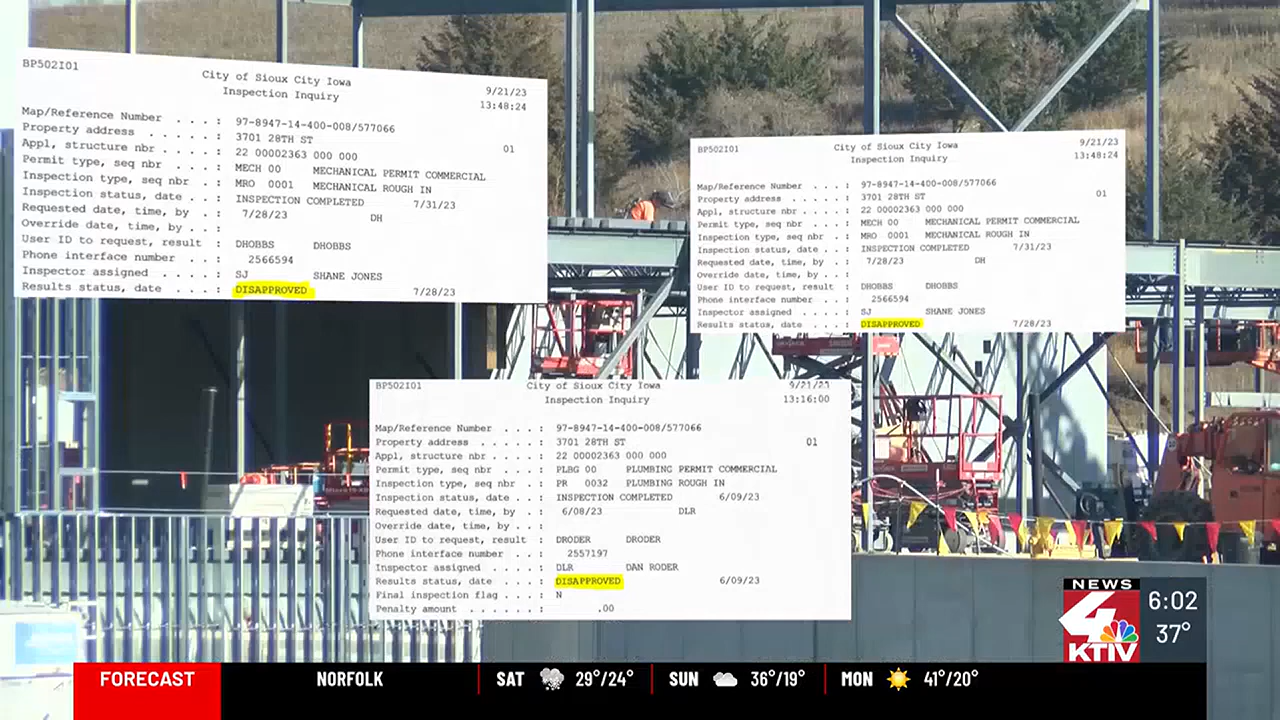 BP502I01
City of Sioux City Iowa 9/21/23
Inspection Inquiry 13:48:24
Map/Reference Number . . . . : 97-8947-14-400-008/577066
Property address . . . . . . : 3701 28TH ST 01
Appl, structure nbr . . . . : 22 00002363 000 000
Permit type, seq nbr . . . . : MECH 00 MECHANICAL PERMIT COMMERCIAL
Inspection type, seq nbr . . : MRO 0001 MECHANICAL ROUGH IN
Inspection status, date . . . : INSPECTION COMPLETED 7/31/23
Requested date, time, by . . : 7/28/23 DH
Override date, time, by . . . :
User ID to request, result : DHOBBS DHOBBS
Phone interface number . . . : 2566594
Inspector assigned . . . . . : SJ SHANE JONES
Results status, date . . . . : DISAPPROVED 7/28/23
BP502I01 City of Sioux City Iowa 9/21/23
Inspection Inquiry 13:48:24
Map/Reference Number . . . . : 97-8947-14-400-008/577066
Property address . . . . . . : 3701 28TH ST 01
Appl, structure nbr . . . . : 22 00002363 000 000
Permit type, seq nbr . . . . : MECH 00 MECHANICAL PERMIT COMMERCIAL
Inspection type, seq nbr . . : MRO 0001 MECHANICAL ROUGH IN
Inspection status, date . . . : INSPECTION COMPLETED 7/31/23
Requested date, time, by . . : 7/28/23 DH
Override date, time, by . . . :
User ID to request, result : DHOBBS DHOBBS
Phone interface number . . . : 2566594
Inspector assigned . . . . . : SJ SHANE JONES
Results status, date . . . . : DISAPPROVED 7/28/23
BP502I01 City of Sioux City Iowa
Inspection Inquiry 13:16:00
Map/Reference Number . . . . : 97-8947-14-400-008/577066
Property address . . . . . . : 3701 28TH ST 01
Appl, structure nbr . . . . : 22 00002363 000 000
Permit type, seq nbr . . . . : PLBG 00 PLUMBING PERMIT COMMERCIAL
Inspection type, seq nbr . . : PR 0032 PLUMBING ROUGH IN
Inspection status, date . . . : INSPECTION COMPLETED 6/09/23
Requested date, time, by . . : 6/08/23 DLR
Override date, time, by . . . :
User ID to request, result : DRODER DRODER
Phone interface number . . . : 2557197
Inspector assigned . . . . . : DLR DAN RODER
Results status, date . . . . : DISAPPROVED 6/09/23
Final inspection flag . . . . : N
Penalty amount . . . . . . . : .00
NEWS
4 6:02
KTIV 37°
FORECAST NORFOLK SAT 29°/24° SUN 36°/19° MON 41°/20°